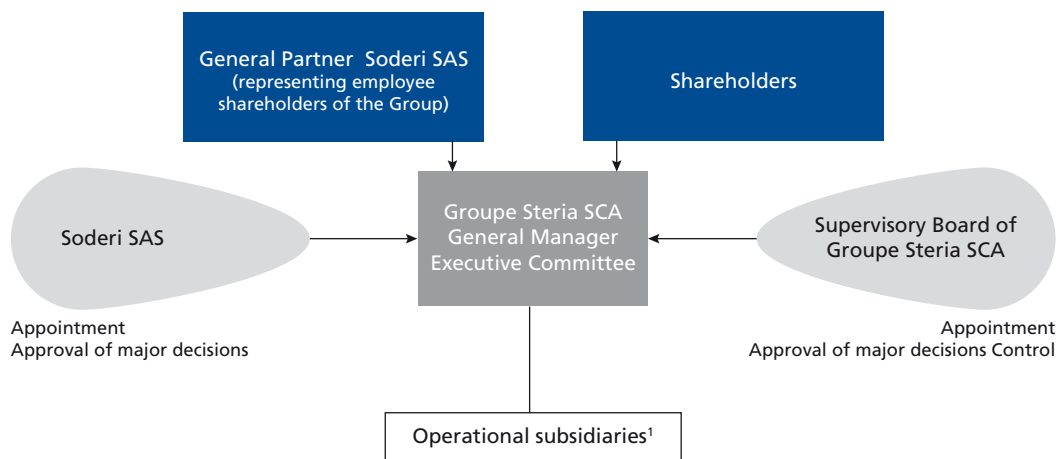 General Partner Soderi SAS
(representing employee
shareholders of the Group)
Shareholders
Soderi SAS
Groupe Steria SCA
General Manager
Executive Committee
Supervisory Board of
Groupe Steria SCA
Appointment
Approval of major decisions
Appointment
Approval of major decisions Control
Operational subsidiaries¹